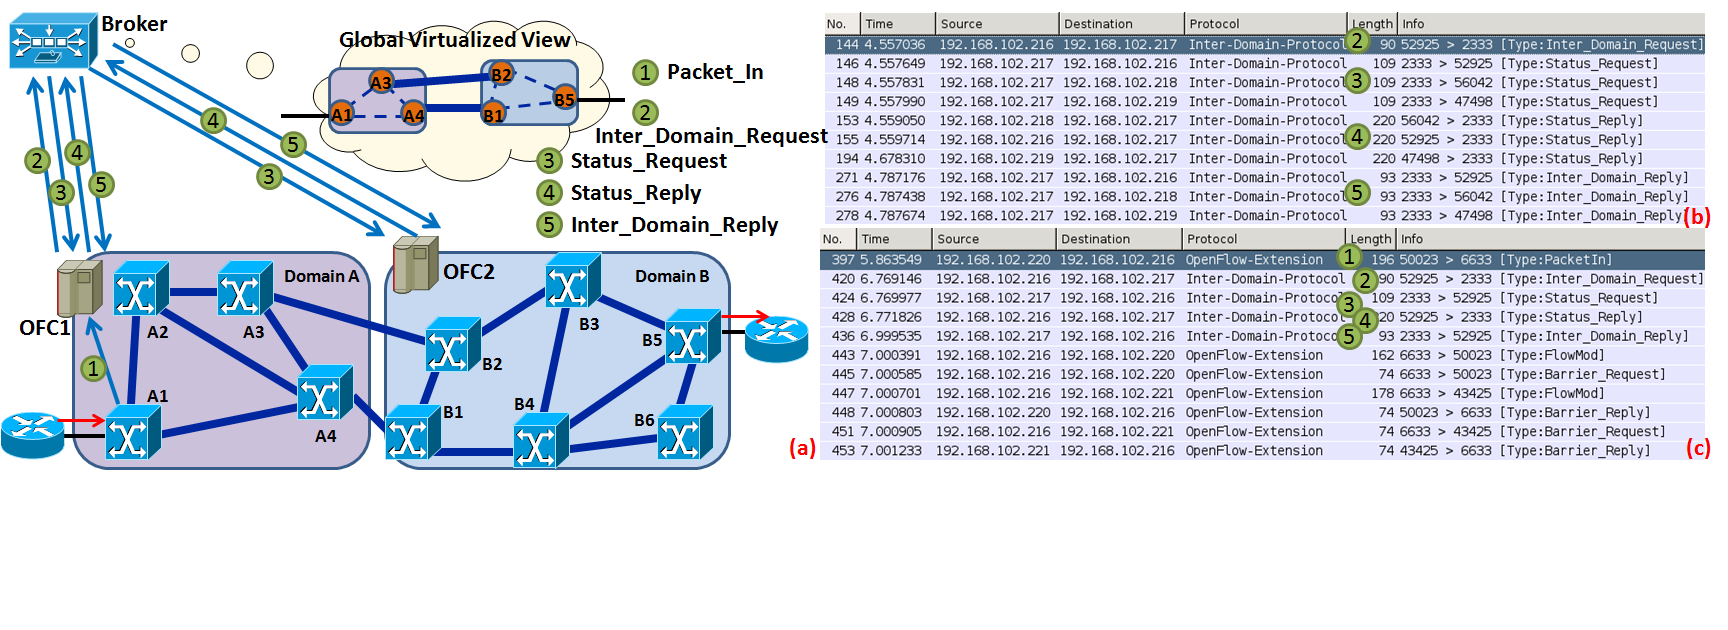 Broker
Global Virtualized View
A3
B2
A1
A4
B1
B5
1 Packet_In
2
Inter_Domain_Request
3 Status_Request
4 Status_Reply
5 Inter_Domain_Reply
2
3
4
5
4
5
3
1
OFC1
OFC2
Domain A
A2
A3
A1
A4
Domain B
B3
B5
B2
B1
B4
B6
(a)
No. Time Source Destination Protocol Length Info
144 4.557036 192.168.102.216 192.168.102.217 Inter-Domain-Protocol 2 90 52925 > 2333 [Type:Inter_Domain_Request]
146 4.557649 192.168.102.217 192.168.102.216 Inter-Domain-Protocol 109 2333 > 52925 [Type:Status_Request]
148 4.557831 192.168.102.217 192.168.102.218 Inter-Domain-Protocol 3 109 2333 > 56042 [Type:Status_Request]
149 4.557990 192.168.102.217 192.168.102.219 Inter-Domain-Protocol 109 2333 > 47498 [Type:Status_Request]
153 4.559050 192.168.102.218 192.168.102.217 Inter-Domain-Protocol 220 56042 > 2333 [Type:Status_Reply]
155 4.559714 192.168.102.216 192.168.102.217 Inter-Domain-Protocol 4 220 52925 > 2333 [Type:Status_Reply]
194 4.678310 192.168.102.219 192.168.102.217 Inter-Domain-Protocol 220 47498 > 2333 [Type:Status_Reply]
271 4.787176 192.168.102.217 192.168.102.216 Inter-Domain-Protocol 93 2333 > 52925 [Type:Inter_Domain_Reply]
276 4.787438 192.168.102.217 192.168.102.218 Inter-Domain-Protocol 5 93 2333 > 56042 [Type:Inter_Domain_Reply]
278 4.787674 192.168.102.217 192.168.102.219 Inter-Domain-Protocol 93 2333 > 47498 [Type:Inter_Domain_Reply]
(b)
No. Time Source Destination Protocol Length Info
397 5.863549 192.168.102.220 192.168.102.216 OpenFlow-Extension 1 196 50023 > 6633 [Type:PacketIn]
420 6.769146 192.168.102.216 192.168.102.217 Inter-Domain-Protocol 2 90 52925 > 2333 [Type:Inter_Domain_Request]
424 6.769977 192.168.102.217 192.168.102.216 Inter-Domain-Protocol 3 109 2333 > 52925 [Type:Status_Request]
428 6.771826 192.168.102.216 192.168.102.217 Inter-Domain-Protocol 4 20 52925 > 2333 [Type:Status_Reply]
436 6.999535 192.168.102.217 192.168.102.216 Inter-Domain-Protocol 5 93 2333 > 52925 [Type:Inter_Domain_Reply]
443 7.000391 192.168.102.216 192.168.102.220 OpenFlow-Extension 162 6633 > 50023 [Type:FlowMod]
445 7.000585 192.168.102.216 192.168.102.220 OpenFlow-Extension 74 6633 > 50023 [Type:Barrier_Request]
447 7.000701 192.168.102.216 192.168.102.221 OpenFlow-Extension 178 6633 > 43425 [Type:FlowMod]
448 7.000803 192.168.102.220 192.168.102.216 OpenFlow-Extension 74 50023 > 6633 [Type:Barrier_Reply]
451 7.000905 192.168.102.216 192.168.102.221 OpenFlow-Extension 74 6633 > 43425 [Type:Barrier_Request]
453 7.001233 192.168.102.221 192.168.102.216 OpenFlow-Extension 74 43425 > 6633 [Type:Barrier_Reply]
(c)